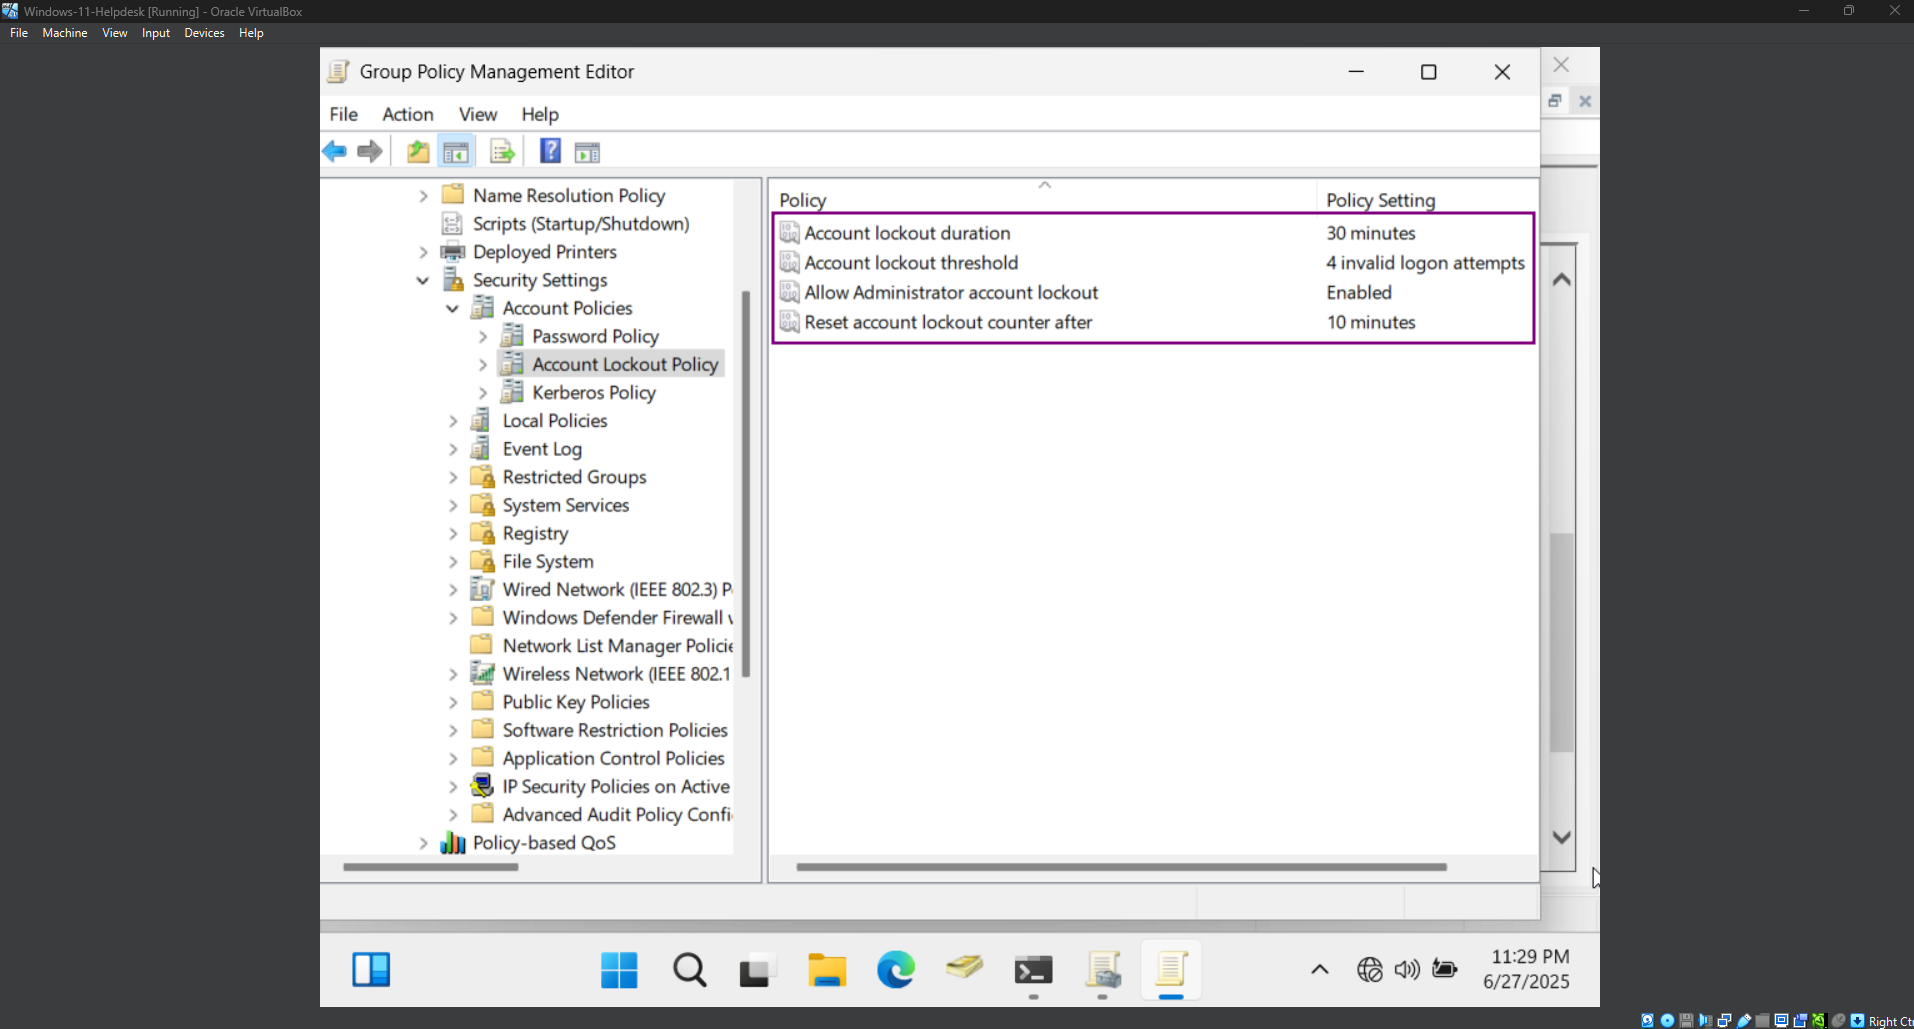 Windows-11-Helpdesk [Running] - Oracle VirtualBox
File Machine View Input Devices Help
Group Policy Management Editor
File Action View Help
Name Resolution Policy
Scripts (Startup/Shutdown)
Deployed Printers
Security Settings
Account Policies
Password Policy
Account Lockout Policy
Kerberos Policy
Local Policies
Event Log
Restricted Groups
System Services
Registry
File System
Wired Network (IEEE 802.3) P
Windows Defender Firewall
Network List Manager Policie
Wireless Network (IEEE 802.1
Public Key Policies
Software Restriction Policies
Application Control Policies
IP Security Policies on Active
Advanced Audit Policy Confi
Policy-based QoS
Policy Policy Setting
Account lockout duration 30 minutes
Account lockout threshold 4 invalid logon attempts
Allow Administrator account lockout Enabled
Reset account lockout counter after 10 minutes
11:29 PM
6/27/2025
Right Ct